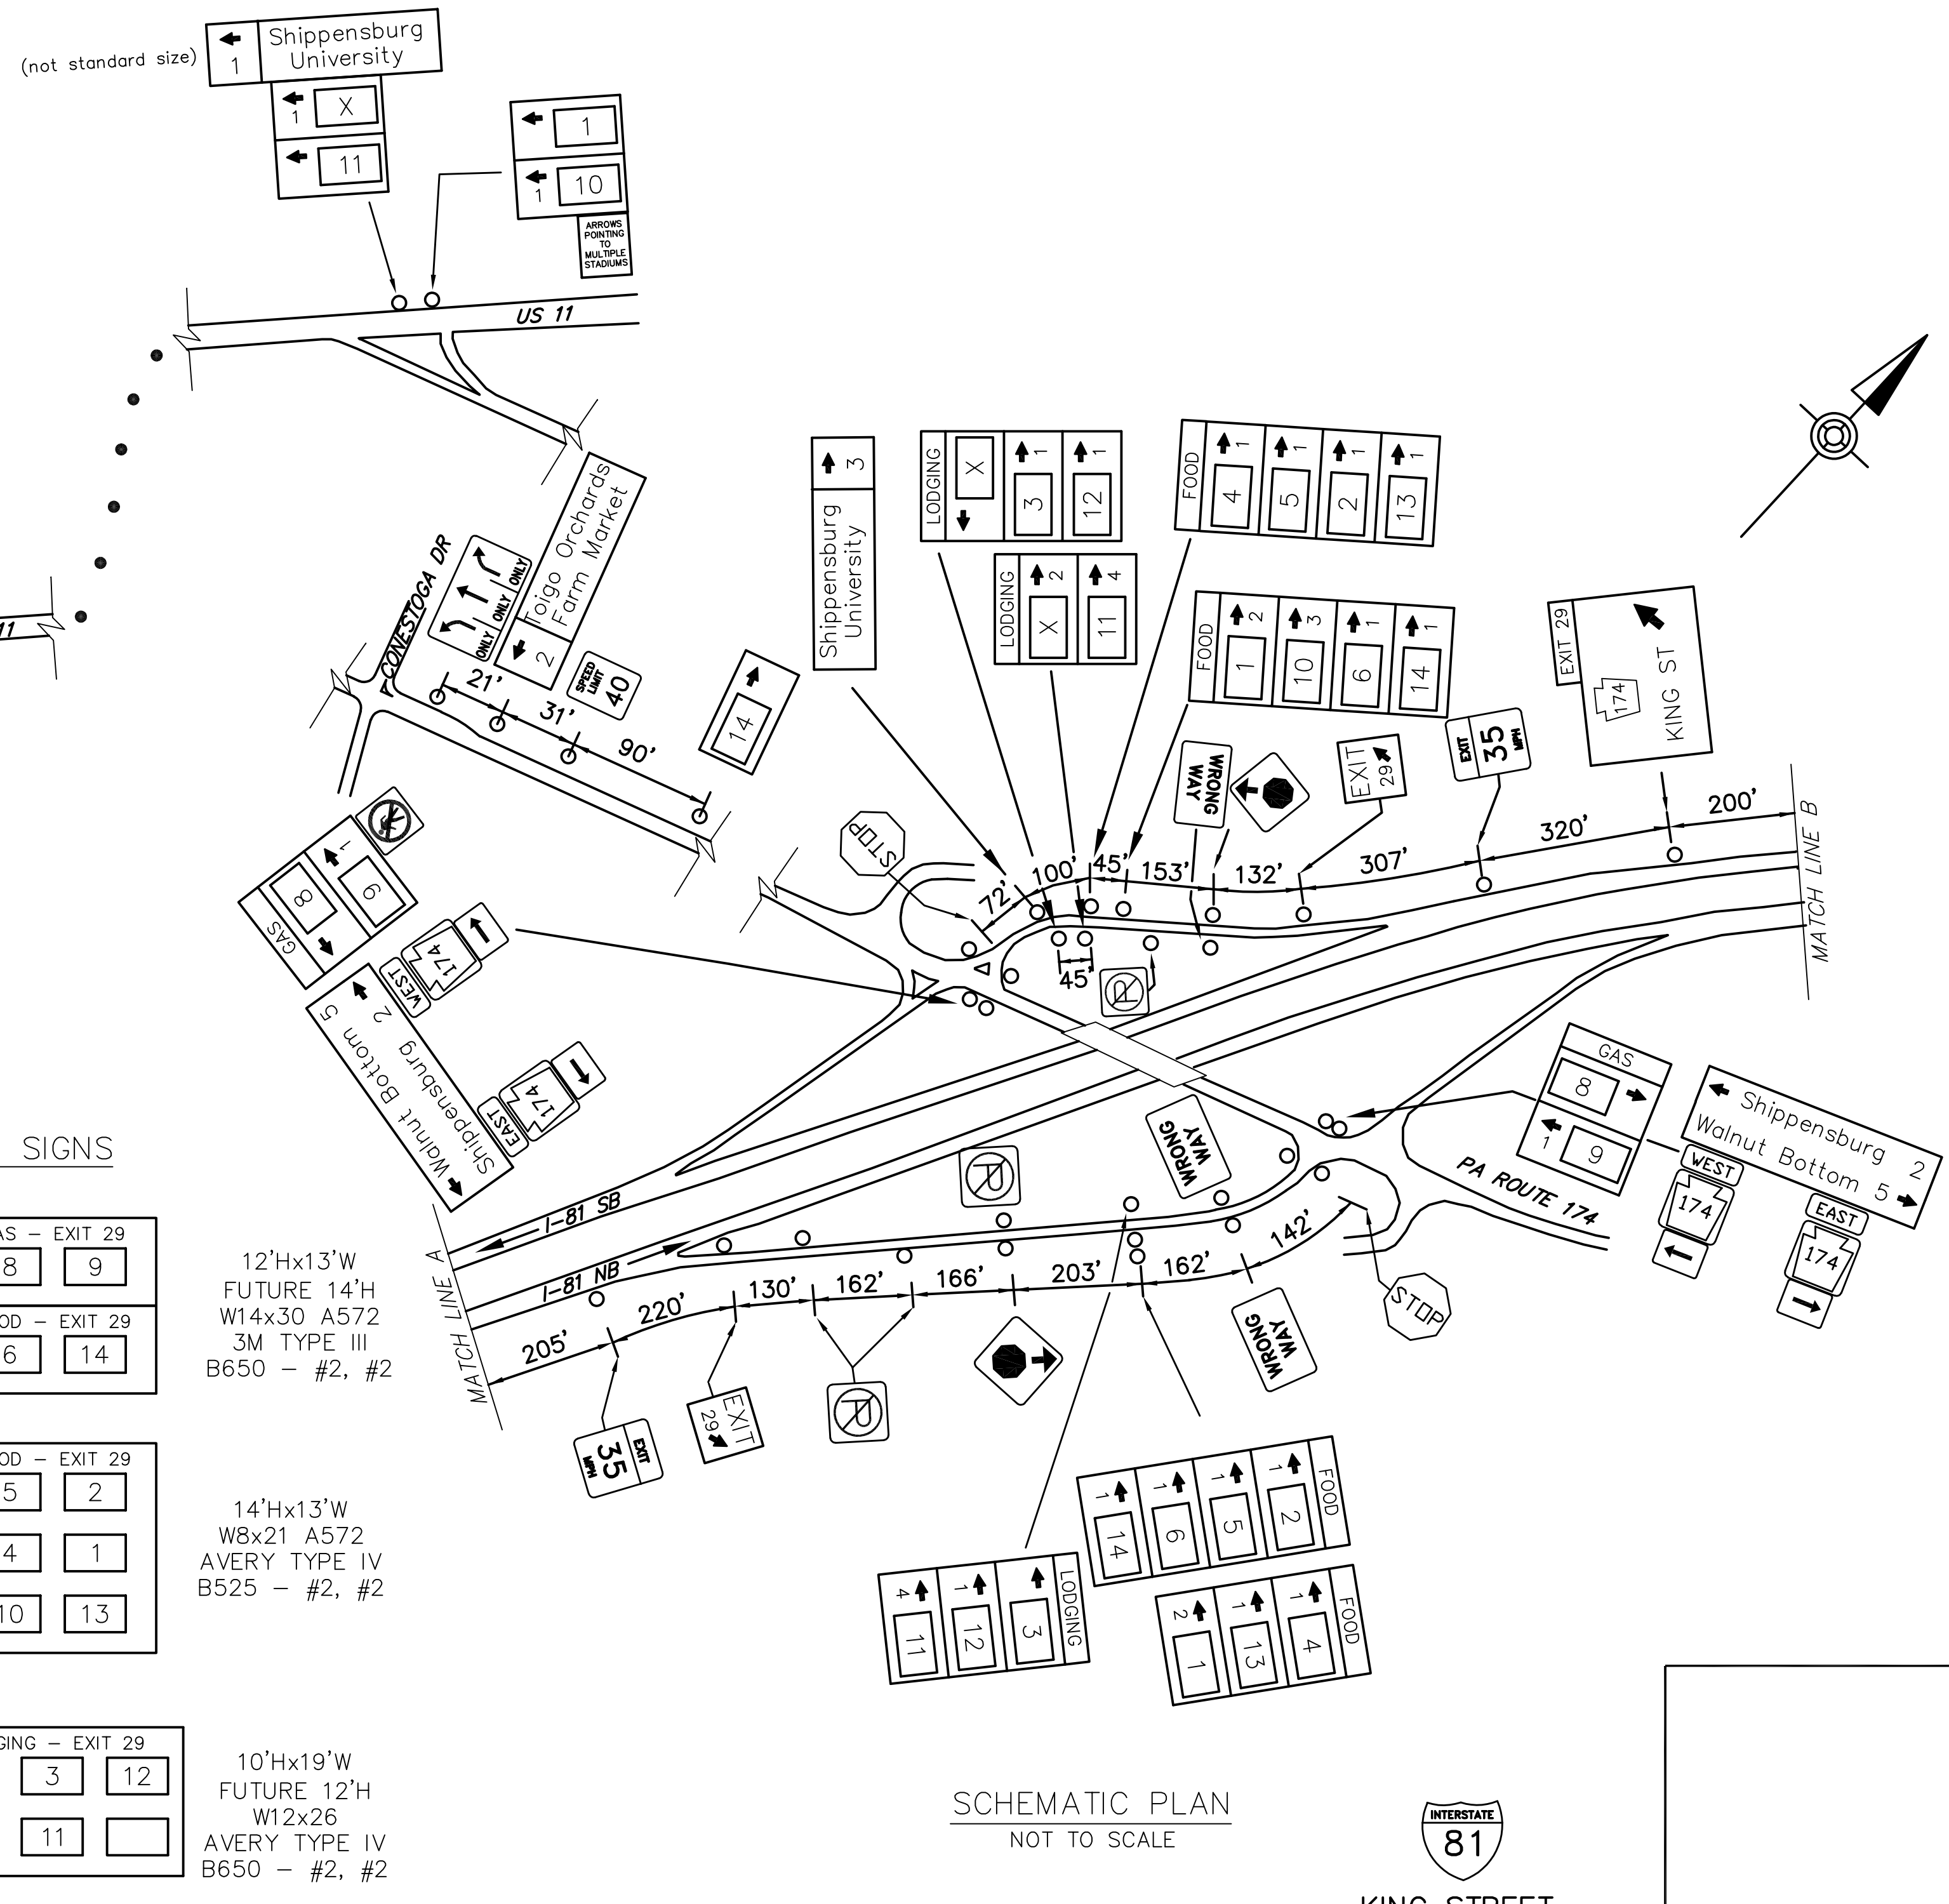 (not standard size)
1
Shippensburg
University
1
X
11
1
1
10
ARROWS
POINTING
TO
MULTIPLE
STADIUMS
US 11
11
CONESTOGA DR
ONLY
ONLY
ONLY
Toigo Orchards
Farm Market
2
SPEED
LIMIT
40
21'
31'
90'
14
3
Shippensburg
University
LODGING
X
3
1
12
1
LODGING
X
2
11
4
FOOD
4
1
5
1
2
1
13
1
FOOD
1
2
10
3
6
1
14
1
WRONG
WAY
EXIT
29
EXIT
35
MPH
EXIT 29
174
KING ST
STOP
72'
100'
45'
153'
132'
307'
320'
200'
MATCH LINE B
45'
P
GAS
8
9
1
WEST
174
Shippensburg 2
Walnut Bottom 5
EAST
174
GAS
8
1
9
Shippensburg 2
Walnut Bottom 5
WEST
174
EAST
174
PA ROUTE 174
WRONG
WAY
P
I-81 SB
I-81 NB
MATCH LINE A
205'
220'
130'
162'
166'
203'
162'
142'
STOP
EXIT
35
MPH
EXIT
29
P
WRONG
WAY
FOOD
2
1
5
1
6
1
14
1
FOOD
4
1
13
1
1
2
LODGING
3
12
1
11
4
SIGNS
AS - EXIT 29
8
9
OD - EXIT 29
6
14
12'Hx13'W
FUTURE 14'H
W14x30 A572
3M TYPE III
B650 - #2, #2
OD - EXIT 29
5
2
4
1
10
13
14'Hx13'W
W8x21 A572
AVERY TYPE IV
B525 - #2, #2
GING - EXIT 29
3
12
11
10'Hx19'W
FUTURE 12'H
W12x26
AVERY TYPE IV
B650 - #2, #2
SCHEMATIC PLAN
NOT TO SCALE
INTERSTATE
81
KING STREET